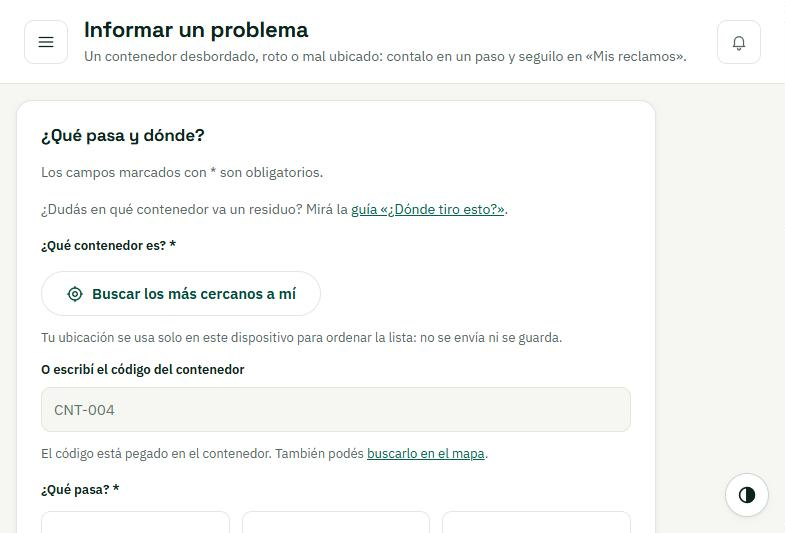 Informar un problema
Un contenedor desbordado, roto o mal ubicado: contalo en un paso y seguilo en «Mis reclamos».
¿Qué pasa y dónde?
Los campos marcados con * son obligatorios.
¿Dudás en qué contenedor va un residuo? Mirá la guía «¿Dónde tiro esto?».
¿Qué contenedor es? *
Buscar los más cercanos a mí
Tu ubicación se usa solo en este dispositivo para ordenar la lista: no se envía ni se guarda.
O escribí el código del contenedor
CNT-004
El código está pegado en el contenedor. También podés buscarlo en el mapa.
¿Qué pasa? *